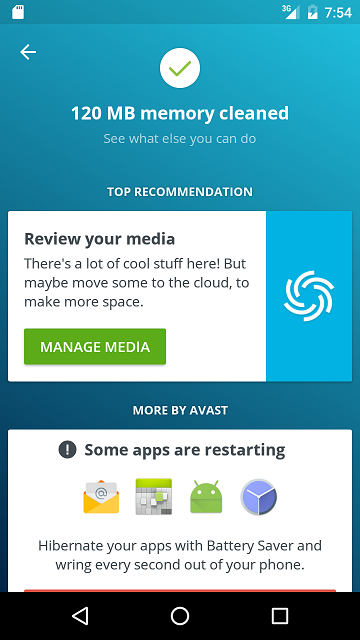 3G
7:54
120 MB memory cleaned
See what else you can do
TOP RECOMMENDATION
Review your media
There's a lot of cool stuff here! But
maybe move some to the cloud, to
make more space.
MANAGE MEDIA
MORE BY AVAST
! Some apps are restarting
@
Hibernate your apps with Battery Saver and
wring every second out of your phone.